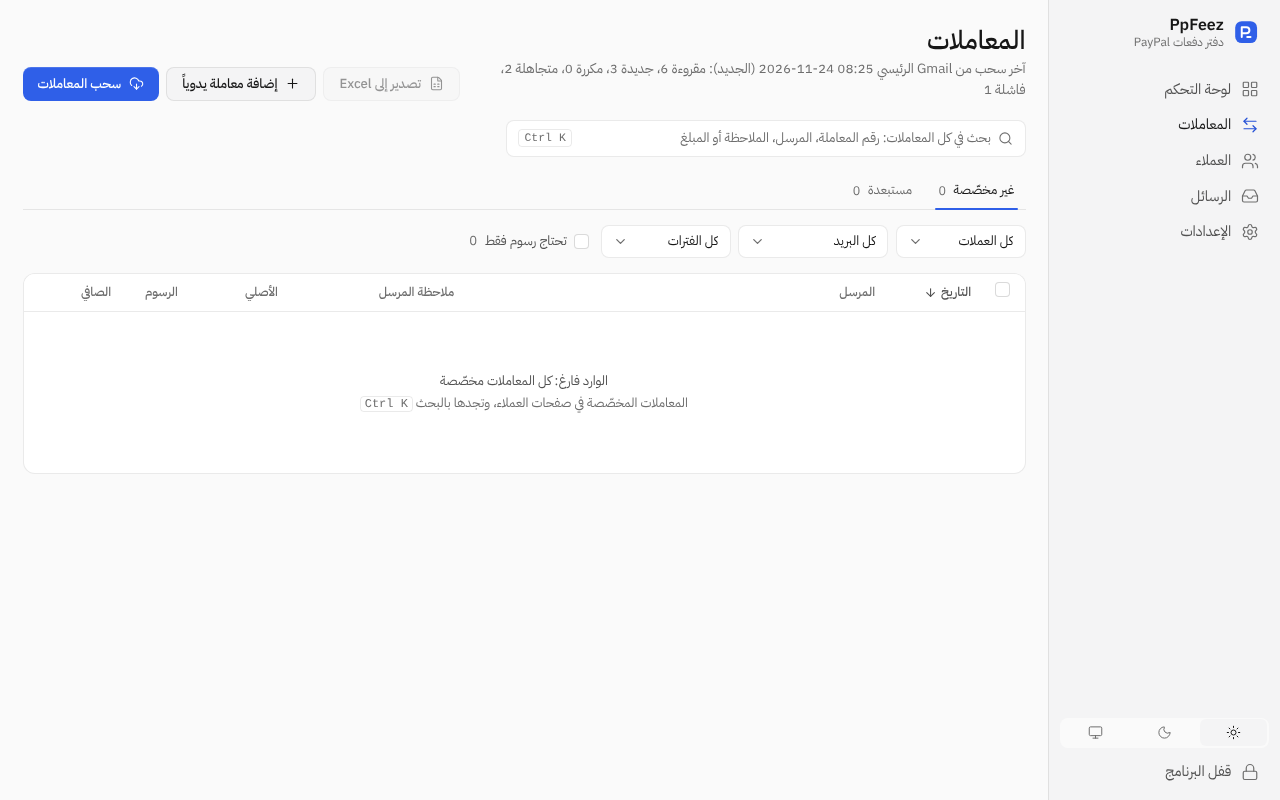 PpFeez
دفتر دفعات PayPal
لوحة التحكم
المعاملات
العملاء
الرسائل
الإعدادات
قفل البرنامج
المعاملات
آخر سحب من Gmail الرئيسي 08:25 24-11-2026 (الجديد): مقروءة 6، جديدة 3، مكررة 0، متجاهلة 2،
فاشلة 1
تصدير إلى Excel
إضافة معاملة يدوياً
سحب المعاملات
بحث في كل المعاملات: رقم المعاملة، المرسل، الملاحظة أو المبلغ Ctrl K
غير مخصّصة 0 مستبعدة 0
كل العملات كل البريد كل الفترات تحتاج رسوم فقط 0
التاريخ ↓ المرسل ملاحظة المرسل الأصلي الرسوم الصافي
الوارد فارغ: كل المعاملات مخصّصة
المعاملات المخصّصة في صفحات العملاء، وتجدها بالبحث Ctrl K